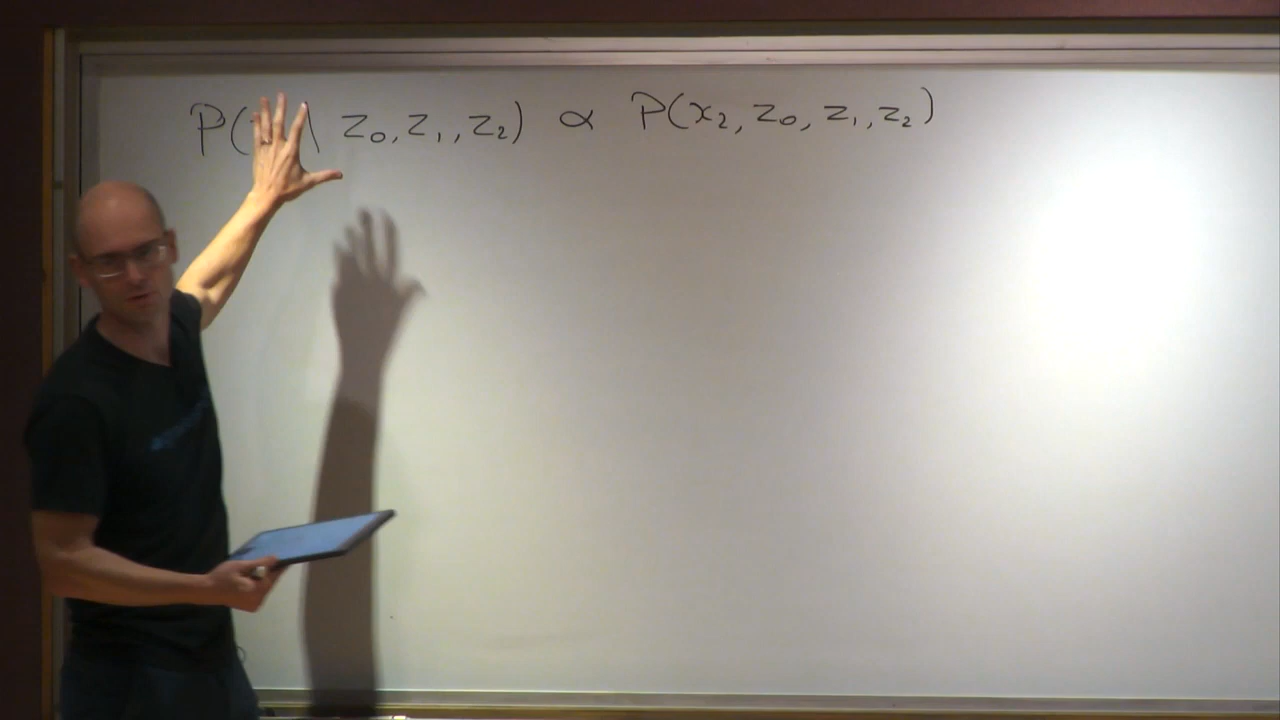 P( | z₀, z₁, z₂) ∝ P(x₂, z₀, z₁, z₂)